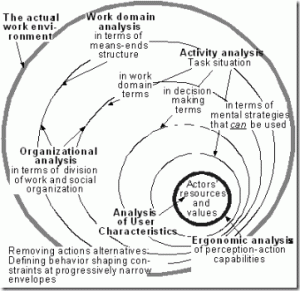 The actual
work envi-
ronment
Work domain
analysis
in terms of
means-ends
structure
Activity analysis
Task situation
in work
domain
terms
in decision
making
terms
in terms of
mental strategies
that can be used
Organizational
analysis
in terms of division
of work and social
organization
Actors'
resources
and
values
Analysis
of User
Characteristics
Ergonomic analysis
of perception-action
capabilities
Removing actions alternatives:
Defining behavior shaping con-
straints at progressively narrow
envelopes